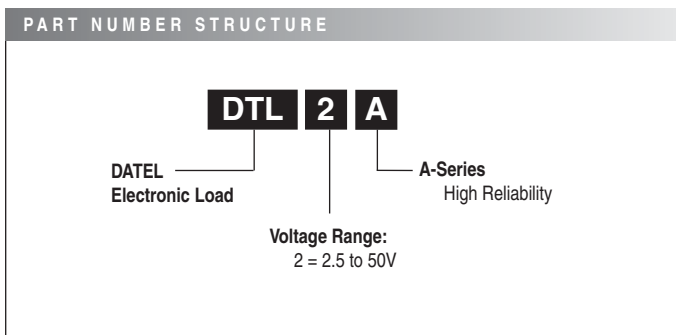 PART NUMBER STRUCTURE
DTL 2 A
DATEL
Electronic Load
A-Series
High Reliability
Voltage Range:
2 = 2.5 to 50V